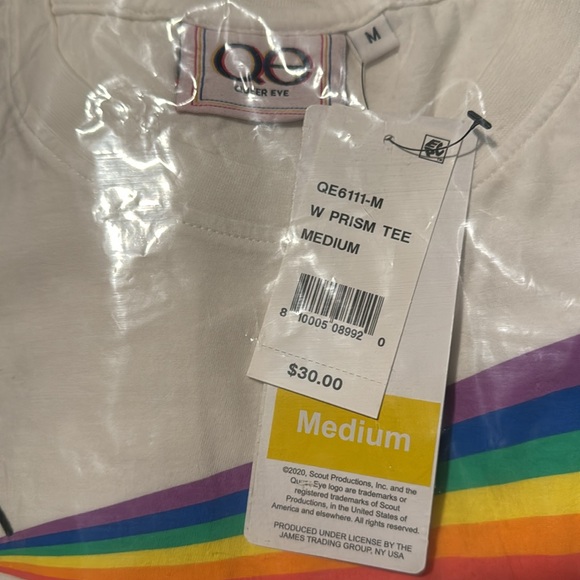 QE
QUEER EYE
M
QE6111-M
W PRISM TEE
MEDIUM
8 10005 08992 0
$30.00
Medium
©2020, Scout Productions, Inc. and the
Queer Eye logo are trademarks or
registered trademarks of Scout
Productions, in the United States of
America and elsewhere. All rights reserved.
PRODUCED UNDER LICENSE BY THE
JAMES TRADING GROUP, NY USA